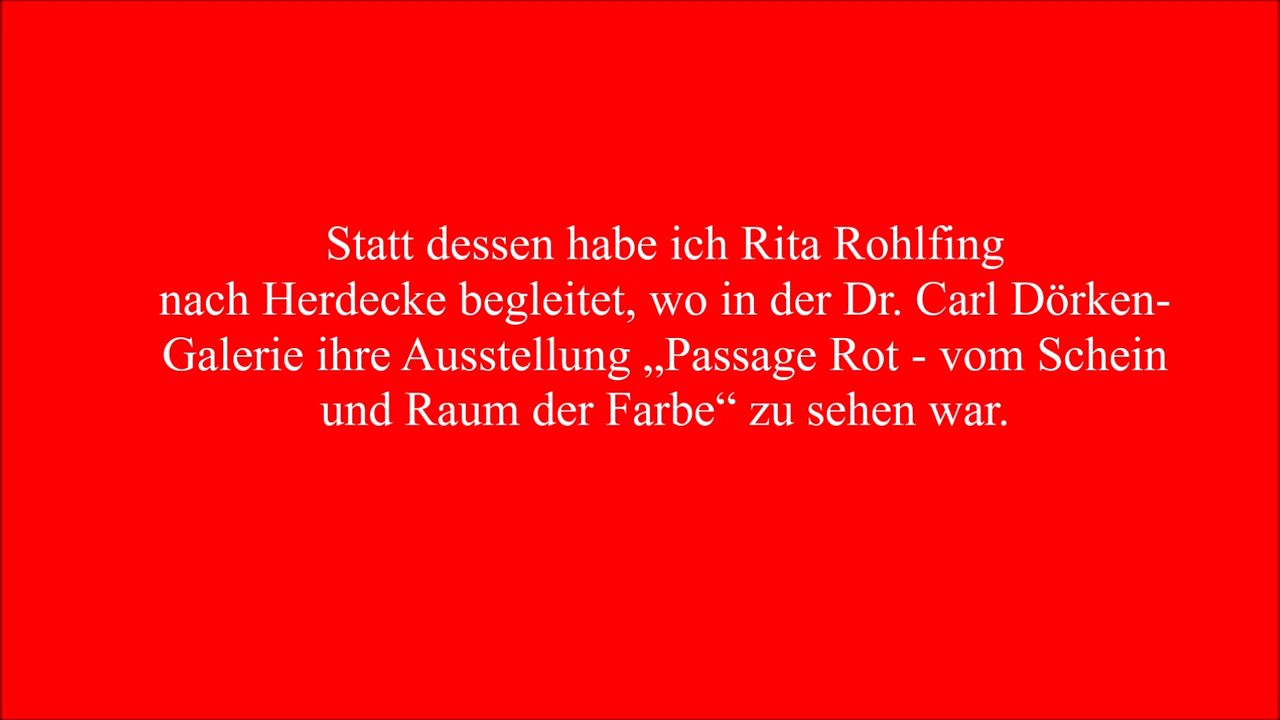 Statt dessen habe ich Rita Rohlfing
nach Herdecke begleitet, wo in der Dr. Carl Dörken-
Galerie ihre Ausstellung „Passage Rot - vom Schein
und Raum der Farbe“ zu sehen war.